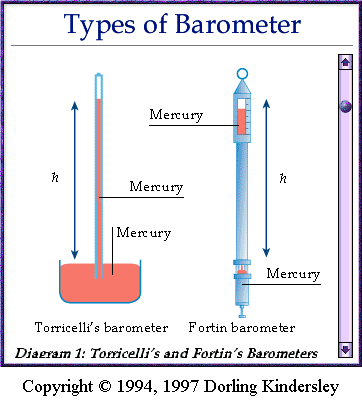 Types of Barometer
Mercury
h
h
Mercury
Mercury
Mercury
Torricelli's barometer
Fortin barometer
Diagram 1: Torricelli's and Fortin's Barometers
Copyright © 1994, 1997 Dorling Kindersley